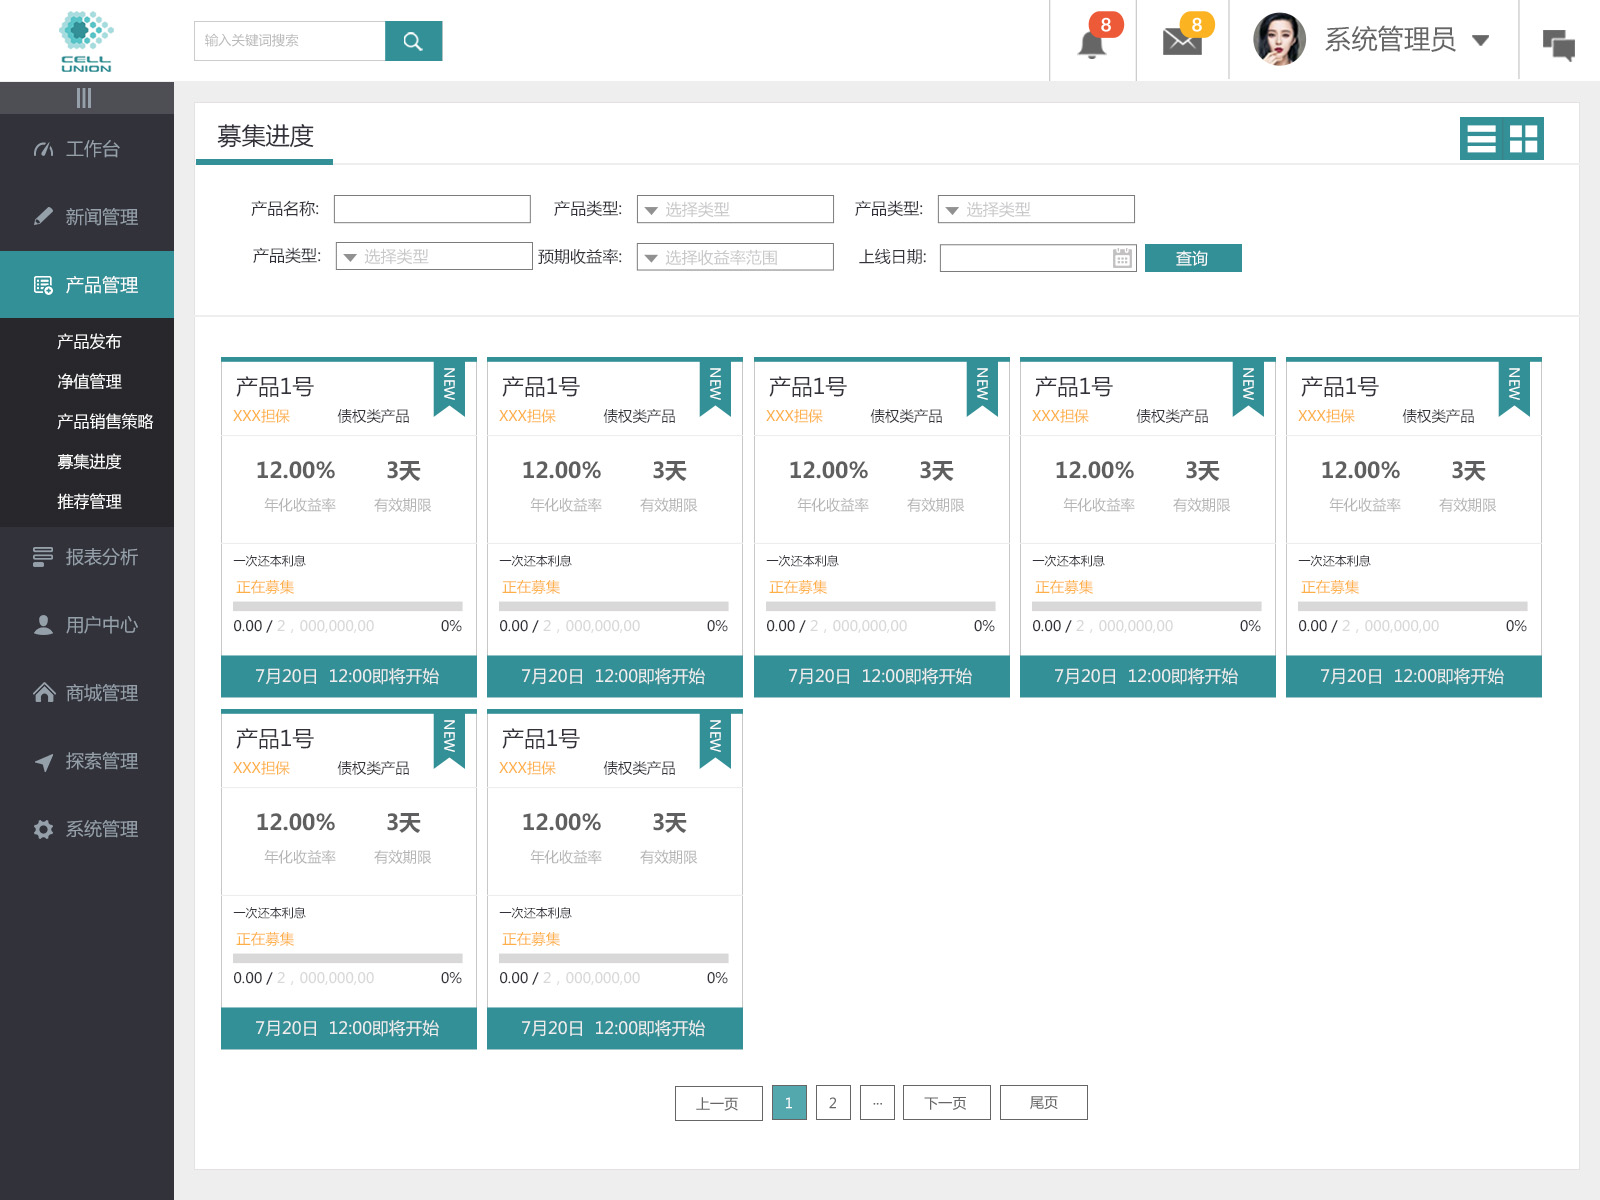 CELL
UNION
输入关键词搜索
8
8
系统管理员
工作台
新闻管理
产品管理
产品发布
净值管理
产品销售策略
募集进度
推荐管理
报表分析
用户中心
商城管理
探索管理
系统管理
募集进度
产品名称:
产品类型: 选择类型
产品类型: 选择类型
产品类型: 选择类型
预期收益率: 选择收益率范围
上线日期:
查询
产品1号 NEW
XXX担保 债权类产品
12.00% 3天
年化收益率 有效期限
一次还本利息
正在募集
0.00 / 2，000,000,00 0%
7月20日 12:00即将开始
产品1号 NEW
XXX担保 债权类产品
12.00% 3天
年化收益率 有效期限
一次还本利息
正在募集
0.00 / 2，000,000,00 0%
7月20日 12:00即将开始
产品1号 NEW
XXX担保 债权类产品
12.00% 3天
年化收益率 有效期限
一次还本利息
正在募集
0.00 / 2，000,000,00 0%
7月20日 12:00即将开始
产品1号 NEW
XXX担保 债权类产品
12.00% 3天
年化收益率 有效期限
一次还本利息
正在募集
0.00 / 2，000,000,00 0%
7月20日 12:00即将开始
产品1号 NEW
XXX担保 债权类产品
12.00% 3天
年化收益率 有效期限
一次还本利息
正在募集
0.00 / 2，000,000,00 0%
7月20日 12:00即将开始
产品1号 NEW
XXX担保 债权类产品
12.00% 3天
年化收益率 有效期限
一次还本利息
正在募集
0.00 / 2，000,000,00 0%
7月20日 12:00即将开始
产品1号 NEW
XXX担保 债权类产品
12.00% 3天
年化收益率 有效期限
一次还本利息
正在募集
0.00 / 2，000,000,00 0%
7月20日 12:00即将开始
上一页 1 2 ... 下一页 尾页